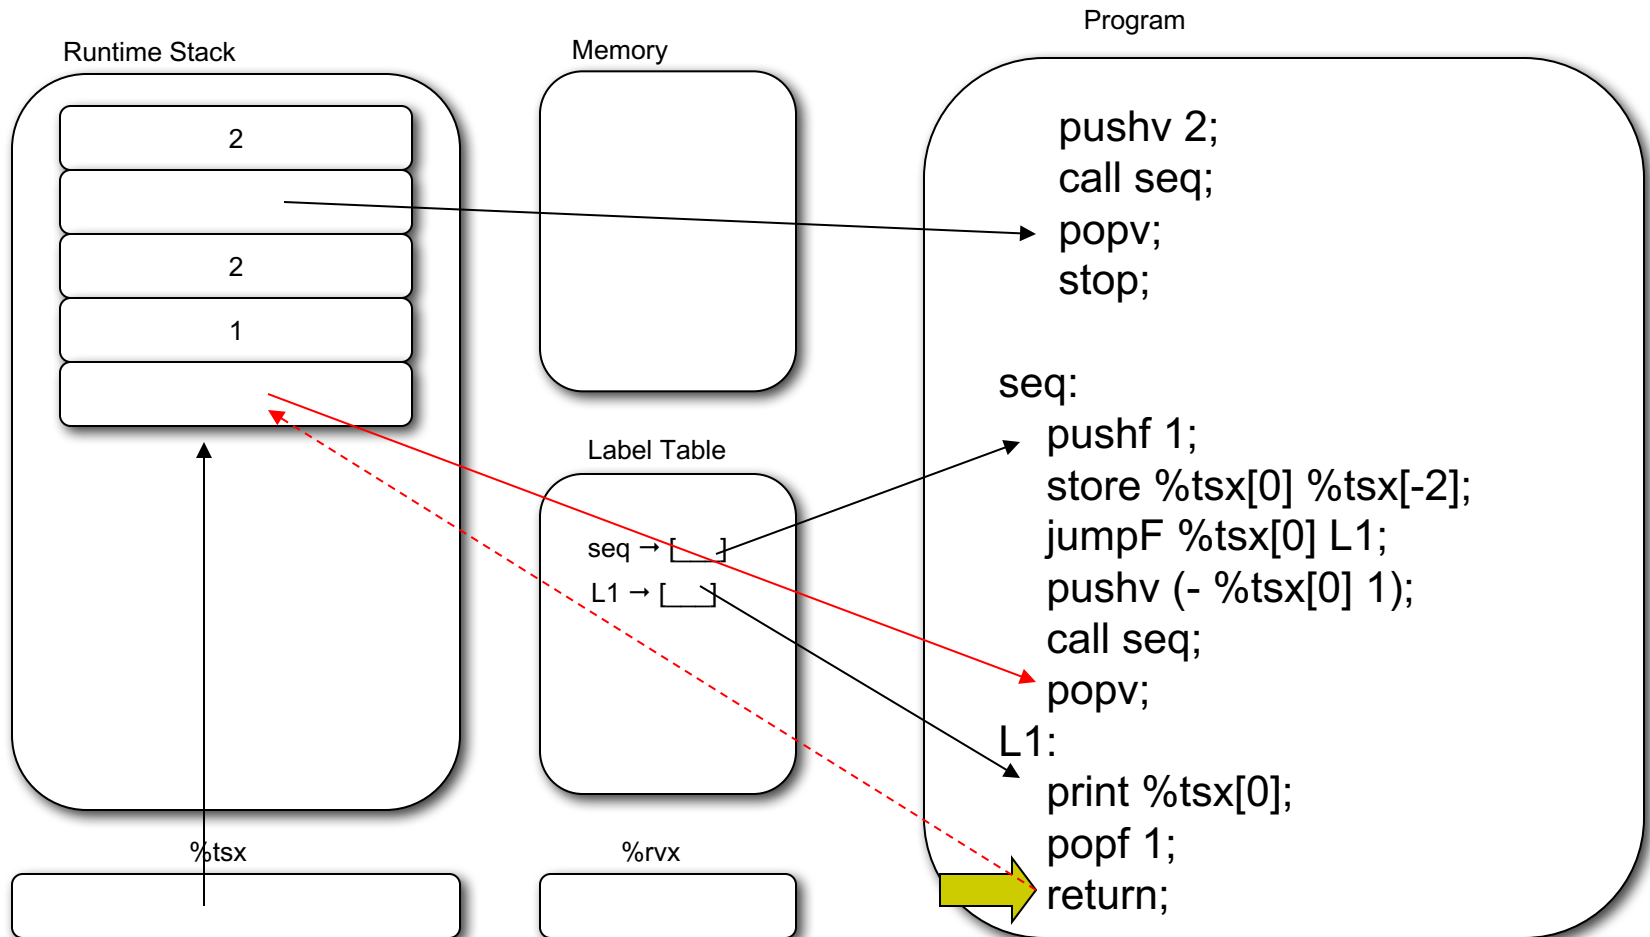 Program
Runtime Stack
Memory
2
2
1
Label Table
seq → [___]
L1 → [___]
%tsx
%rvx
pushv 2;
call seq;
popv;
stop;
seq:
pushf 1;
store %tsx[0] %tsx[-2];
jumpF %tsx[0] L1;
pushv (- %tsx[0] 1);
call seq;
popv;
L1:
print %tsx[0];
popf 1;
return;